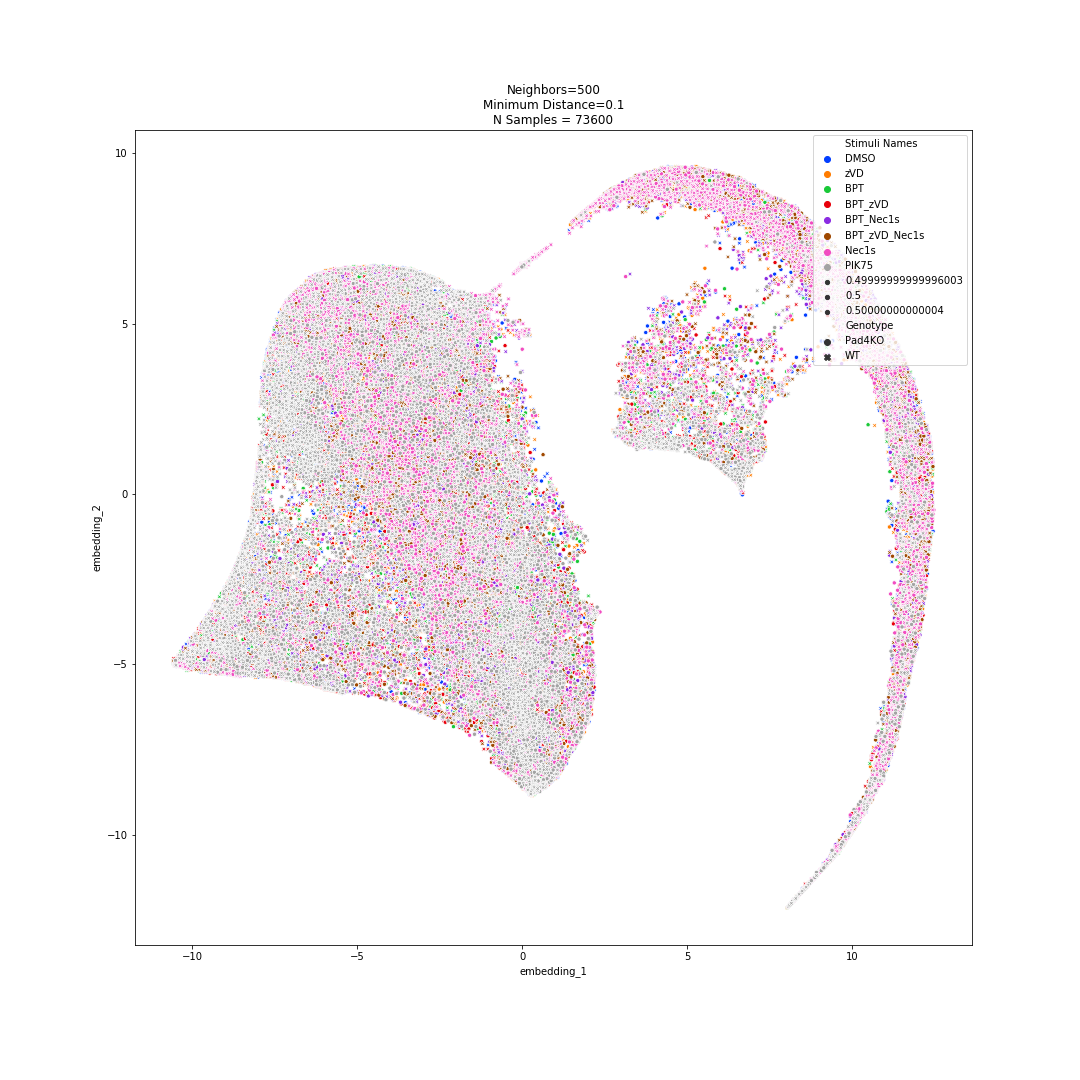 Neighbors=500
Minimum Distance=0.1
N Samples = 73600
Stimuli Names
DMSO
zVD
BPT
BPT_zVD
BPT_Nec1s
BPT_zVD_Nec1s
Nec1s
PIK75
0.49999999999996003
0.5
0.50000000000004
Genotype
Pad4KO
WT
10
5
0
−5
−10
embedding_2
−10
−5
0
5
10
embedding_1